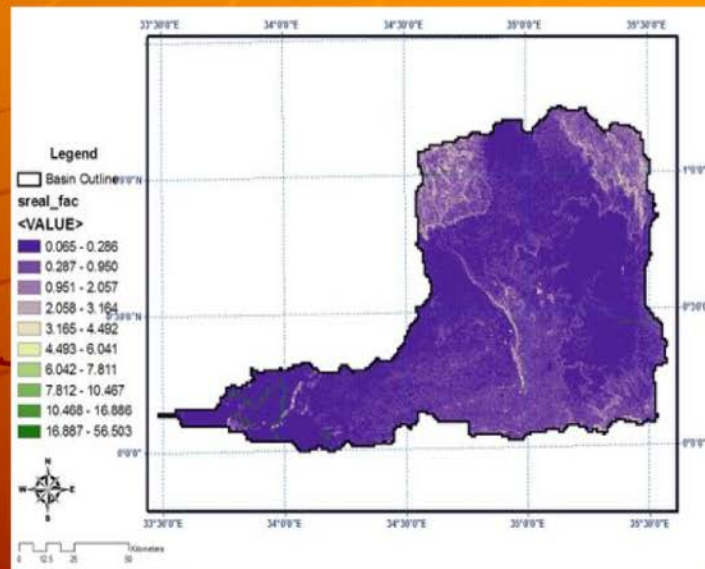 33°30'0"E 34°0'0"E 34°30'0"E 35°0'0"E 35°30'0"E
Legend
Basin Outline
sreal_fac
<VALUE>
0.065 - 0.286
0.287 - 0.950
0.951 - 2.057
2.058 - 3.164
3.165 - 4.492
4.493 - 6.041
6.042 - 7.811
7.812 - 10.467
10.468 - 16.886
16.887 - 56.503
1°0'0"N
0°30'0"N
0°0'0"
N
W E
S
0 12.5 25 50
Kilometers
33°30'0"E 34°0'0"E 34°30'0"E 35°0'0"E 35°30'0"E